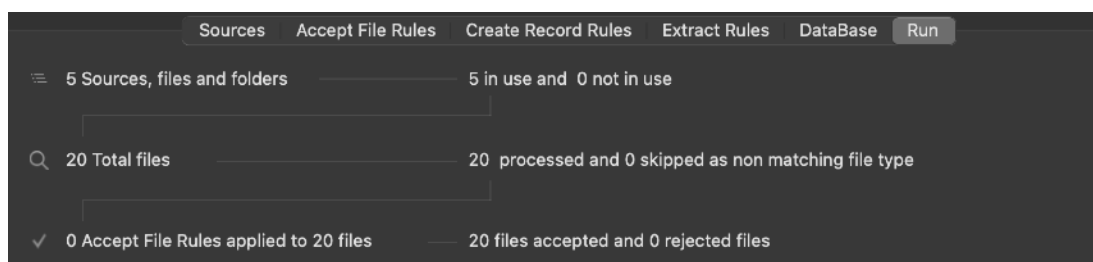 Sources Accept File Rules Create Record Rules Extract Rules DataBase Run
5 Sources, files and folders 5 in use and 0 not in use
20 Total files 20 processed and 0 skipped as non matching file type
0 Accept File Rules applied to 20 files 20 files accepted and 0 rejected files